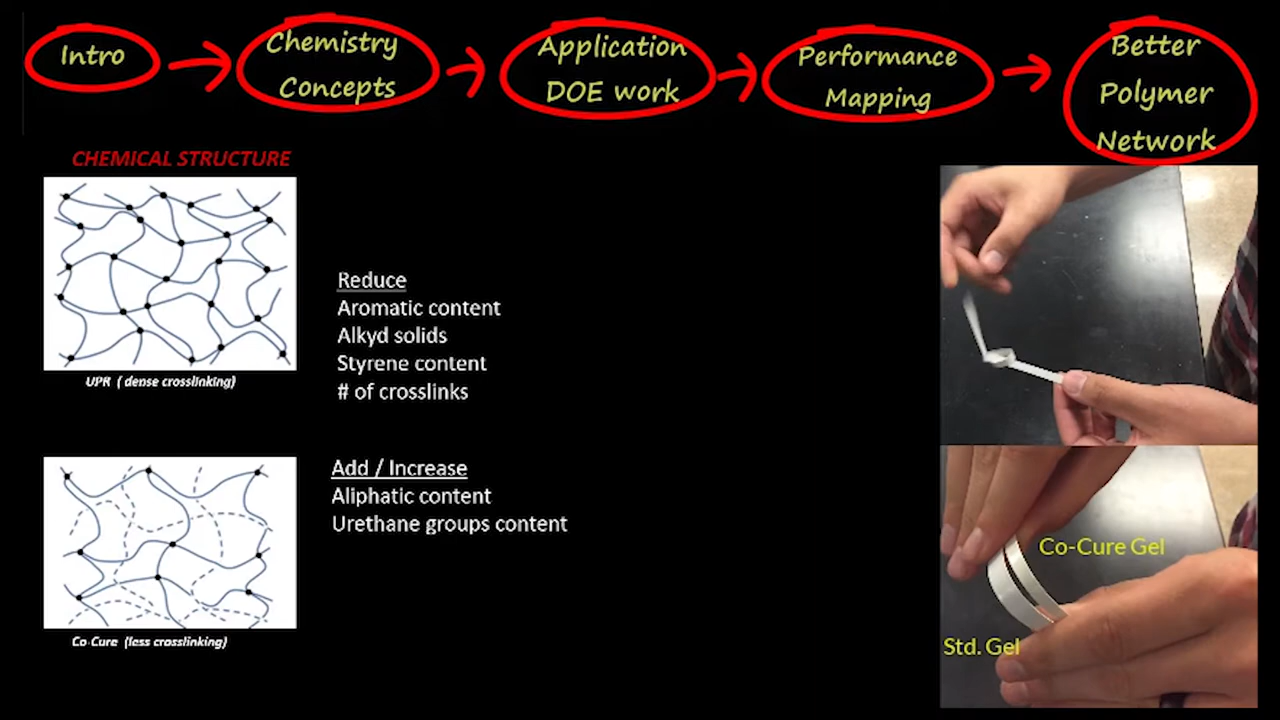 Intro
Chemistry
Concepts
Application
DOE work
Performance
Mapping
Better
Polymer
Network
CHEMICAL STRUCTURE
UPR ( dense crosslinking)
Reduce
Aromatic content
Alkyd solids
Styrene content
# of crosslinks
Add / Increase
Aliphatic content
Urethane groups content
Co-Cure (less crosslinking)
Co-Cure Gel
Std. Gel